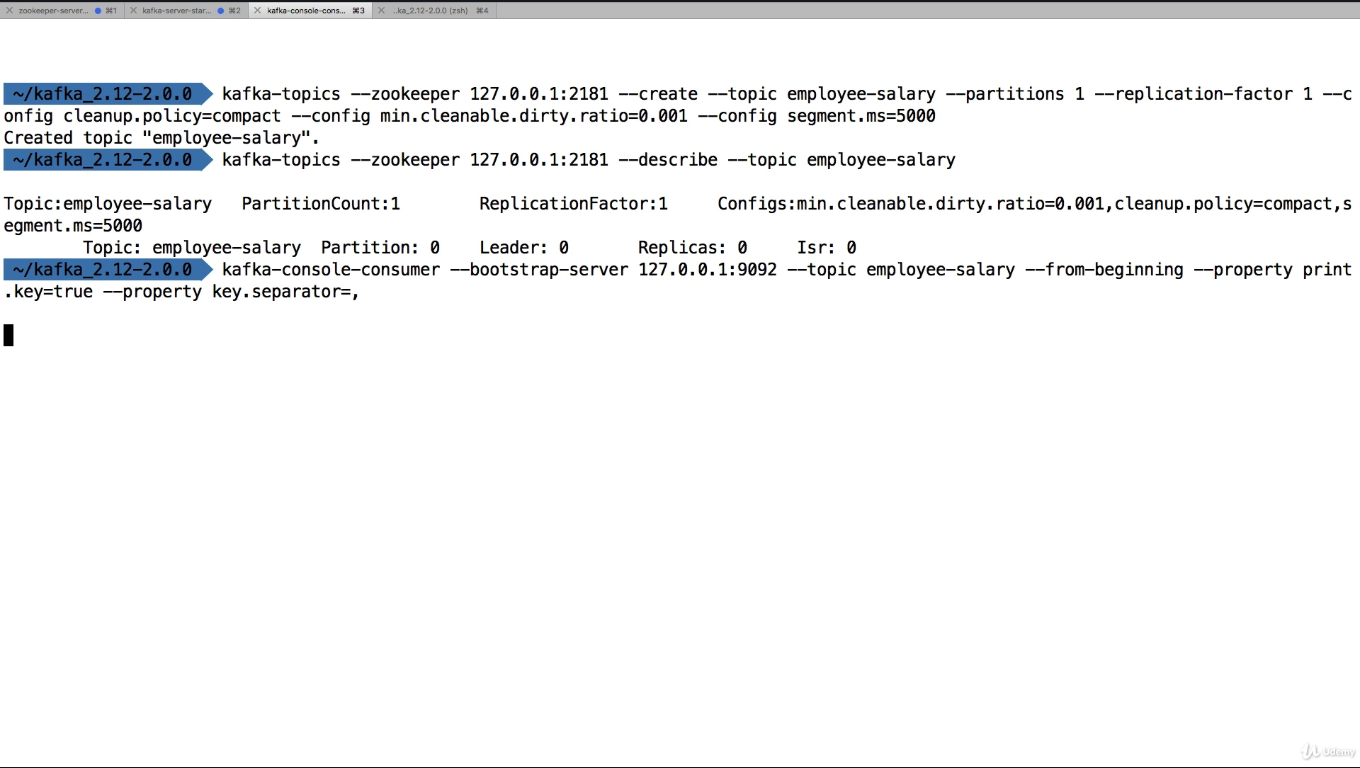 zookeeper-server... ⌘1 kafka-server-star... ⌘2 kafka-console-cons... ⌘3 ..ka_2.12-2.0.0 (zsh) ⌘4
~/kafka_2.12-2.0.0 kafka-topics --zookeeper 127.0.0.1:2181 --create --topic employee-salary --partitions 1 --replication-factor 1 --c
onfig cleanup.policy=compact --config min.cleanable.dirty.ratio=0.001 --config segment.ms=5000
Created topic "employee-salary".
~/kafka_2.12-2.0.0 kafka-topics --zookeeper 127.0.0.1:2181 --describe --topic employee-salary
Topic:employee-salary PartitionCount:1 ReplicationFactor:1 Configs:min.cleanable.dirty.ratio=0.001,cleanup.policy=compact,s
egment.ms=5000
Topic: employee-salary Partition: 0 Leader: 0 Replicas: 0 Isr: 0
~/kafka_2.12-2.0.0 kafka-console-consumer --bootstrap-server 127.0.0.1:9092 --topic employee-salary --from-beginning --property print
.key=true --property key.separator=,
Udemy